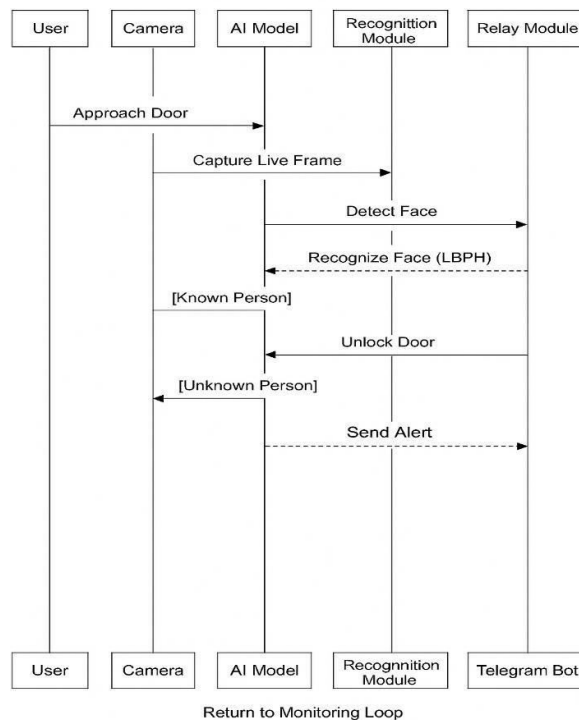 User
Camera
AI Model
Recognittion
Module
Relay Module
Approach Door
Capture Live Frame
Detect Face
Recognize Face (LBPH)
[Known Person]
Unlock Door
[Unknown Person]
Send Alert
User
Camera
AI Model
Recognnition
Module
Telegram Bot
Return to Monitoring Loop